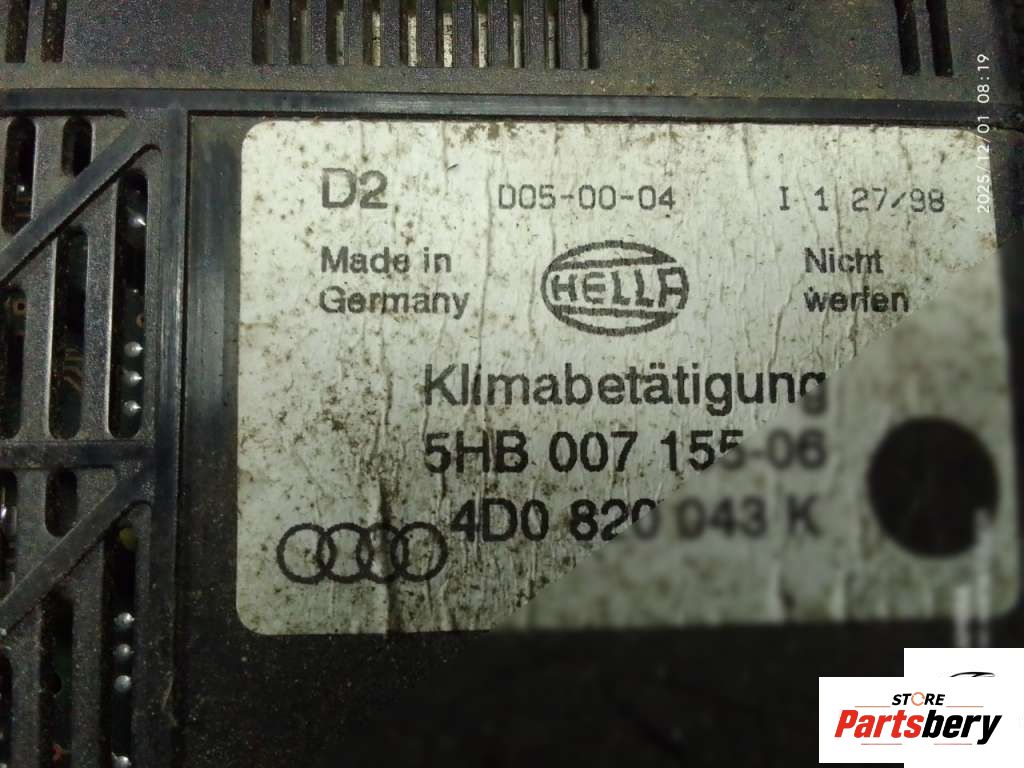 D2 D05-00-04 I 1 27/98
Made in
Germany
HELLA
Nicht
werfen
Klimabetätigung
5HB 007 155-06
4D0 820 043 K
2025/12/01 08:19
STORE
Partsbery